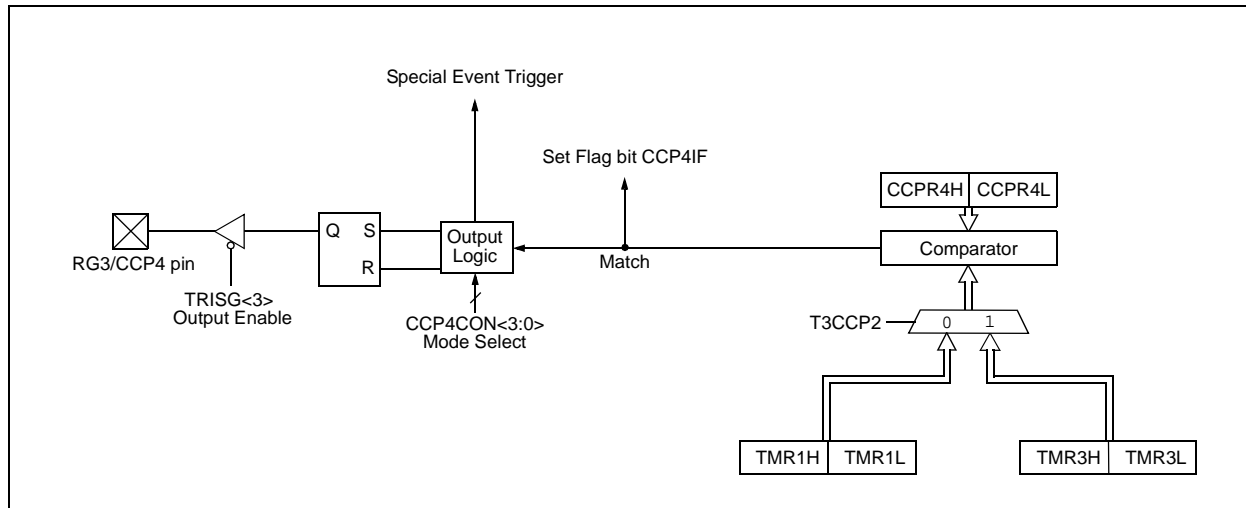 Special Event Trigger
Set Flag bit CCP4IF
CCPR4H CCPR4L
Q S
R
Output
Logic
Comparator
RG3/CCP4 pin
Match
TRISG<3>
Output Enable
CCP4CON<3:0>
Mode Select
T3CCP2
0 1
TMR1H TMR1L
TMR3H TMR3L